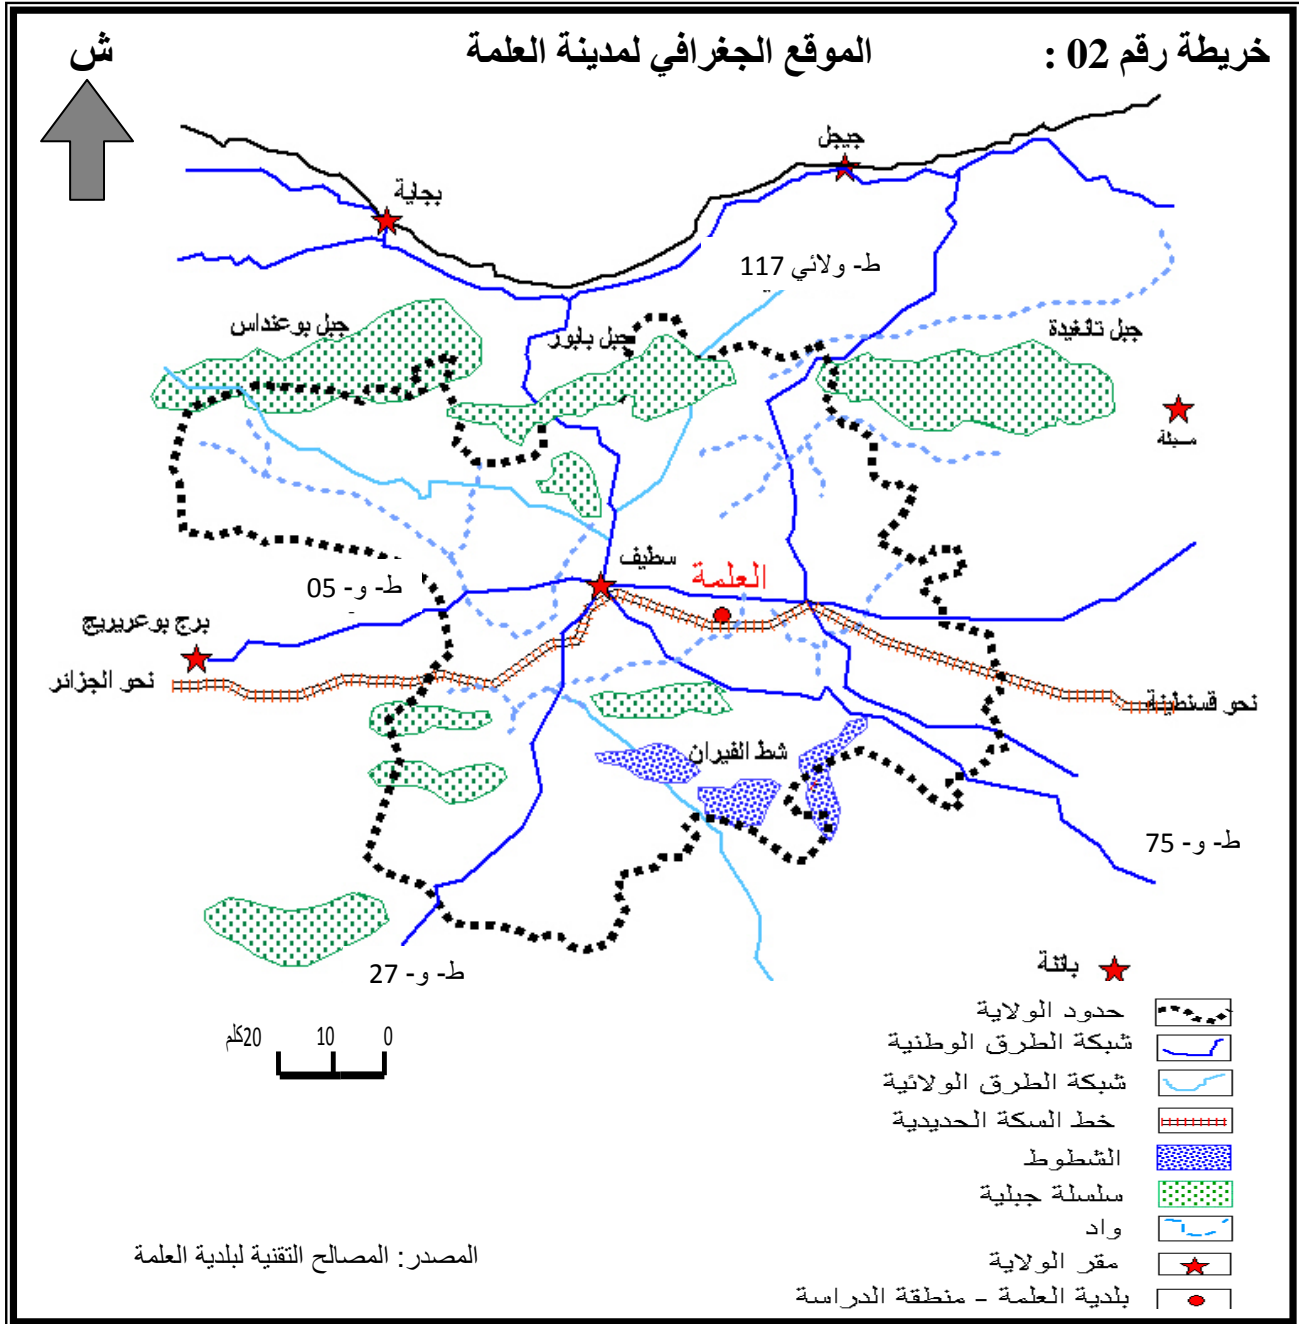 خريطة رقم 02 : الموقع الجغرافي لمدينة العلمة
ش
جيجل
بجاية
ط- ولائي 117
جبل بوعنداس
جبل بابور
جبل تانغيدة
ميلة
سطيف
العلمة
ط- و- 05
برج بوعريريج
نحو الجزائر
نحو قسنطينة
شط الفيران
ط- و- 75
ط- و- 27
باتنة
حدود الولاية
شبكة الطرق الوطنية
شبكة الطرق الولائية
خط السكة الحديدية
الشطوط
سلسلة جبلية
واد
مقر الولاية
بلدية العلمة - منطقة الدراسة
0 10 20كلم
المصدر: المصالح التقنية لبلدية العلمة